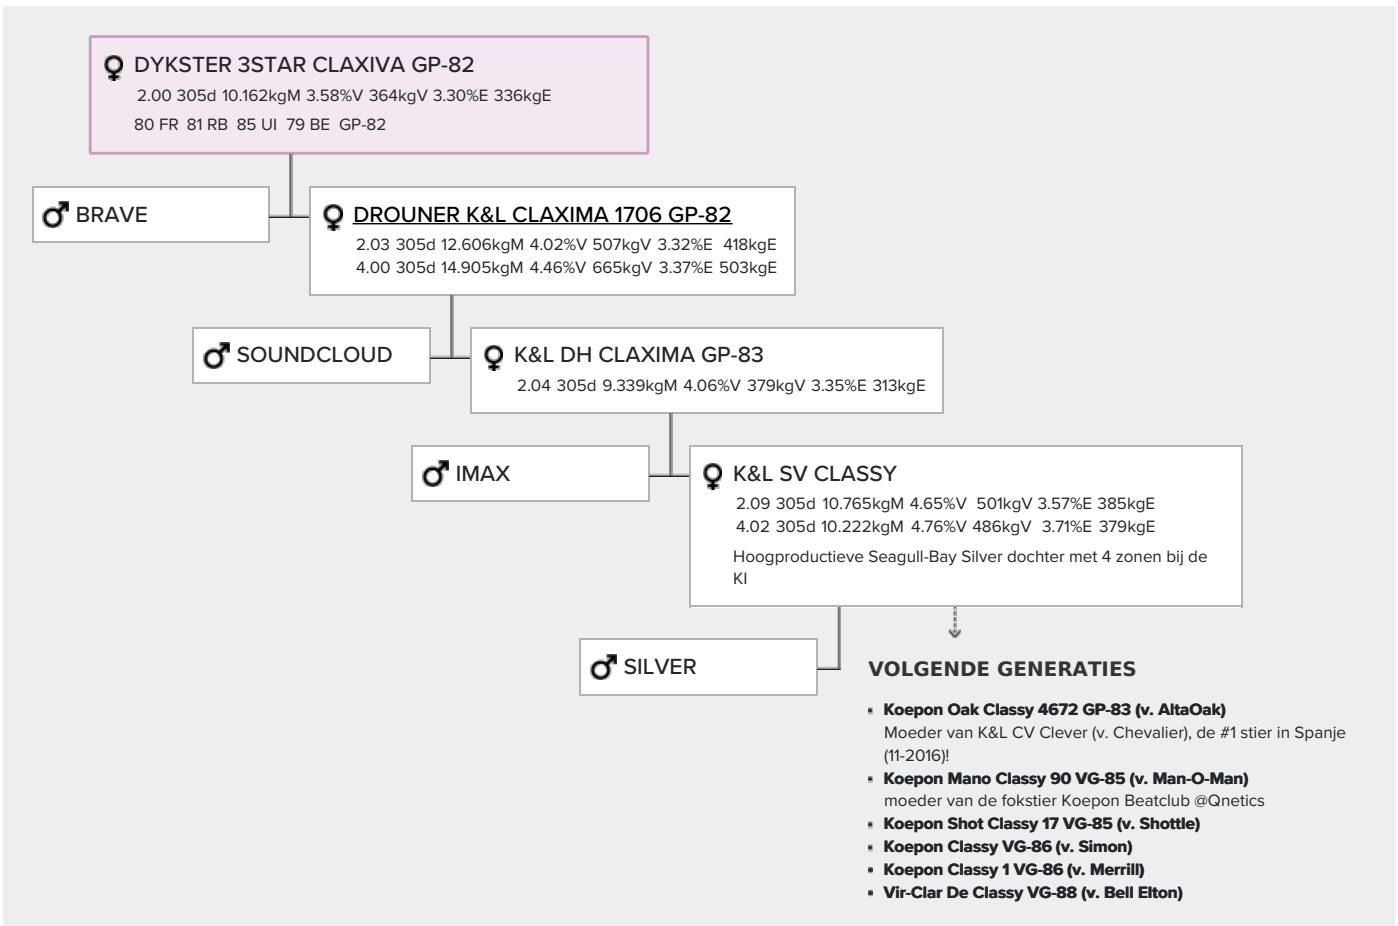 DYKSTER 3STAR CLAXIVA GP-82
2.00 305d 10.162kgM 3.58%V 364kgV 3.30%E 336kgE
80 FR 81 RB 85 UI 79 BE GP-82
BRAVE
DROUNER K&L CLAXIMA 1706 GP-82
2.03 305d 12.606kgM 4.02%V 507kgV 3.32%E 418kgE
4.00 305d 14.905kgM 4.46%V 665kgV 3.37%E 503kgE
SOUNDCLOUD
K&L DH CLAXIMA GP-83
2.04 305d 9.339kgM 4.06%V 379kgV 3.35%E 313kgE
IMAX
K&L SV CLASSY
2.09 305d 10.765kgM 4.65%V 501kgV 3.57%E 385kgE
4.02 305d 10.222kgM 4.76%V 486kgV 3.71%E 379kgE
Hoogproductieve Seagull-Bay Silver dochter met 4 zonen bij de
KI
SILVER
VOLGENDE GENERATIES
Koepon Oak Classy 4672 GP-83 (v. AltaOak)
Moeder van K&L CV Clever (v. Chevalier), de #1 stier in Spanje
(11-2016)!
Koepon Mano Classy 90 VG-85 (v. Man-O-Man)
moeder van de fokstier Koepon Beatclub @Qnetics
Koepon Shot Classy 17 VG-85 (v. Shottle)
Koepon Classy VG-86 (v. Simon)
Koepon Classy 1 VG-86 (v. Merrill)
Vir-Clar De Classy VG-88 (v. Bell Elton)